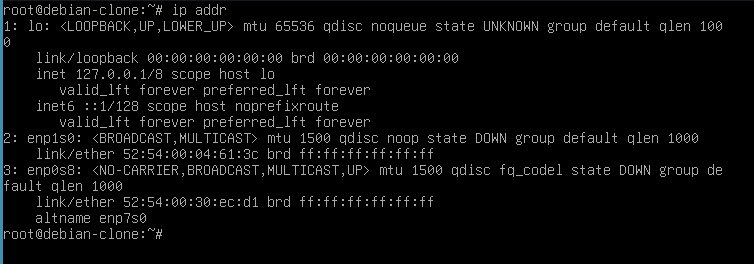 root@debian-clone:~# ip addr
1: lo: <LOOPBACK,UP,LOWER_UP> mtu 65536 qdisc noqueue state UNKNOWN group default qlen 100
0
    link/loopback 00:00:00:00:00:00 brd 00:00:00:00:00:00
    inet 127.0.0.1/8 scope host lo
       valid_lft forever preferred_lft forever
    inet6 ::1/128 scope host noprefixroute
       valid_lft forever preferred_lft forever
2: enp1s0: <BROADCAST,MULTICAST> mtu 1500 qdisc noop state DOWN group default qlen 1000
    link/ether 52:54:00:04:61:3c brd ff:ff:ff:ff:ff:ff
3: enp0s8: <NO-CARRIER,BROADCAST,MULTICAST,UP> mtu 1500 qdisc fq_codel state DOWN group de
fault qlen 1000
    link/ether 52:54:00:30:ec:d1 brd ff:ff:ff:ff:ff:ff
    altname enp7s0
root@debian-clone:~#